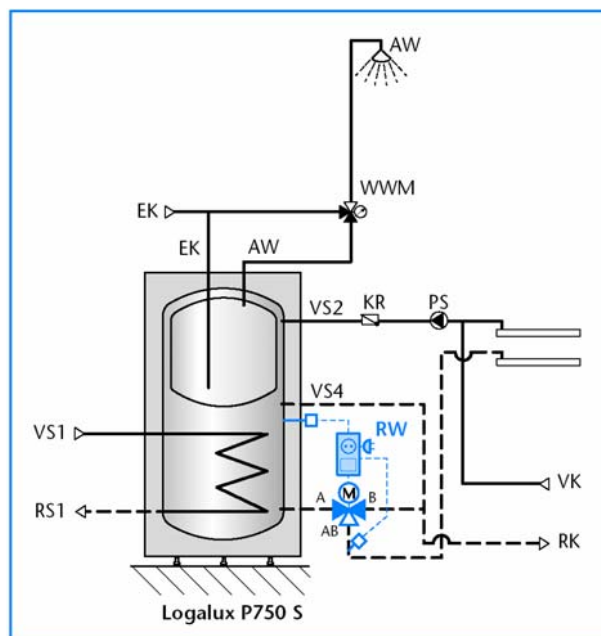 AW
WWM
EK
EK
AW
VS2
KR
PS
VS4
RW
VS1
M
A
B
VK
RS1
AB
RK
Logalux P750 S